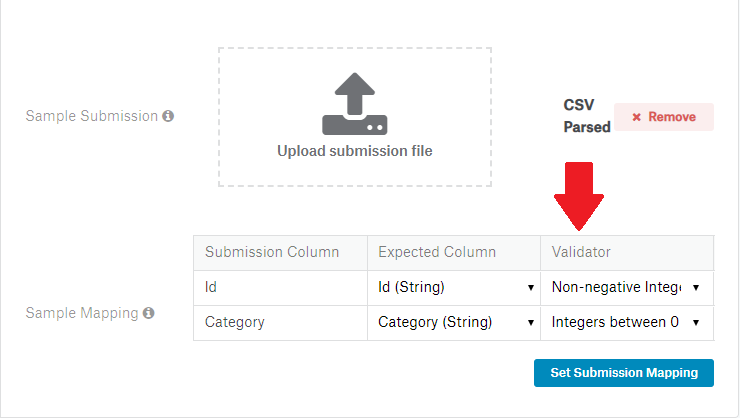 Sample Submission
Upload submission file
CSV
Parsed
Remove
Sample Mapping
Submission Column Expected Column Validator
Id Id (String) Non-negative Intege
Category Category (String) Integers between 0
Set Submission Mapping